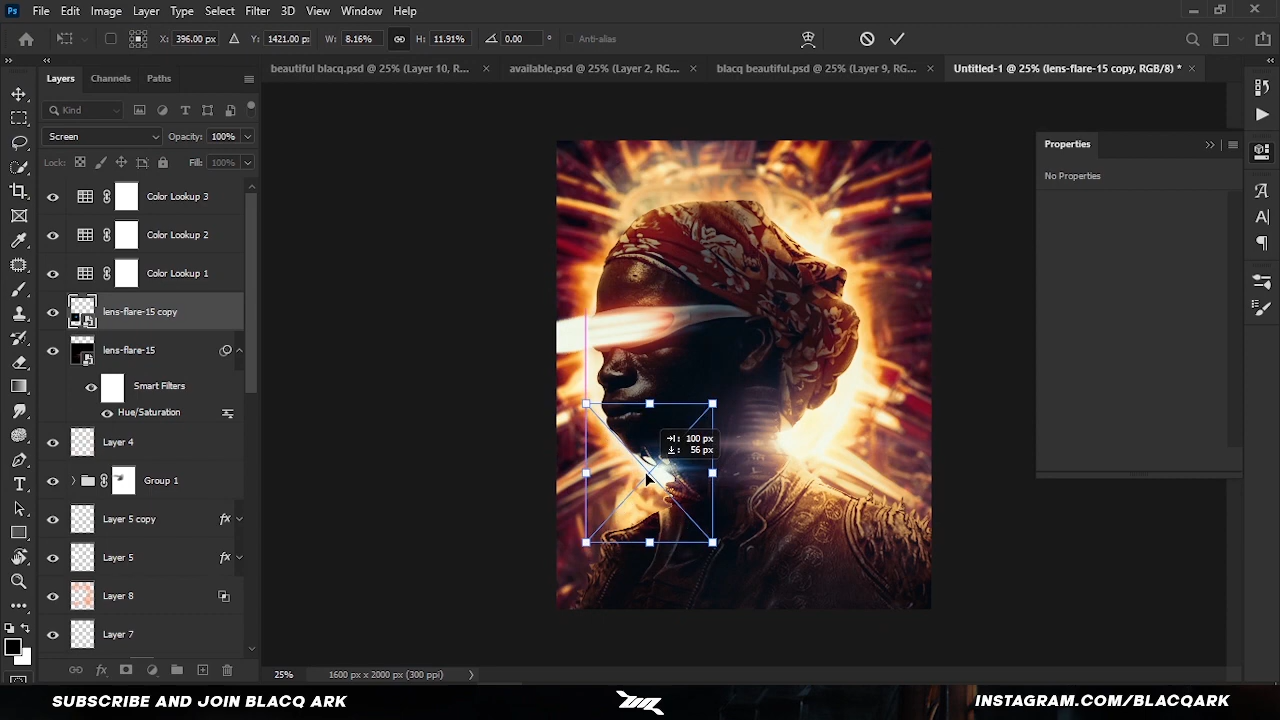 Ps File Edit Image Layer Type Select Filter 3D View Window Help
X: 396.00 px Y: 1421.00 px W: 8.16% H: 11.91% 0.00 ° Anti-alias
Layers Channels Paths
beautiful blacq.psd @ 25% (Layer 10, R... × available.psd @ 25% (Layer 2, RG... × blacq beautiful.psd @ 25% (Layer 9, RG... × Untitled-1 @ 25% (lens-flare-15 copy, RGB/8) * ×
Kind
Screen Opacity: 100%
Lock: Fill: 100%
Properties
No Properties
Color Lookup 3
Color Lookup 2
Color Lookup 1
lens-flare-15 copy
lens-flare-15
Smart Filters
Hue/Saturation
Layer 4
Group 1
Layer 5 copy fx
Layer 5 fx
Layer 8
Layer 7
: 100 px
: 56 px
25% 1600 px x 2000 px (300 ppi)
SUBSCRIBE AND JOIN BLACQ ARK
INSTAGRAM.COM/BLACQARK